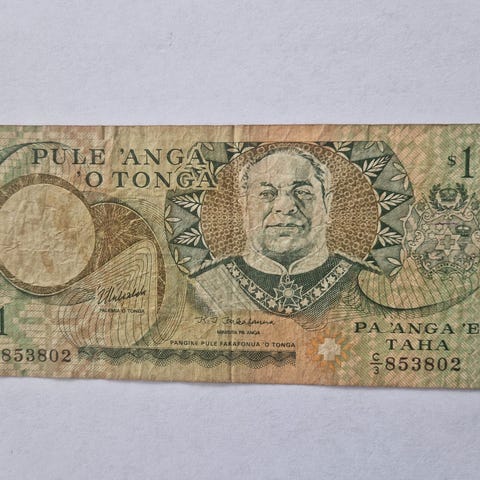 PULE 'ANGA
'O TONGA
$1
PALEMIA 'O TONGA
MINISITA PA'ANGA
PANGIKE PULE FAKAFONUA 'O TONGA
1
PA'ANGA 'E
TAHA
853802
C/3 853802